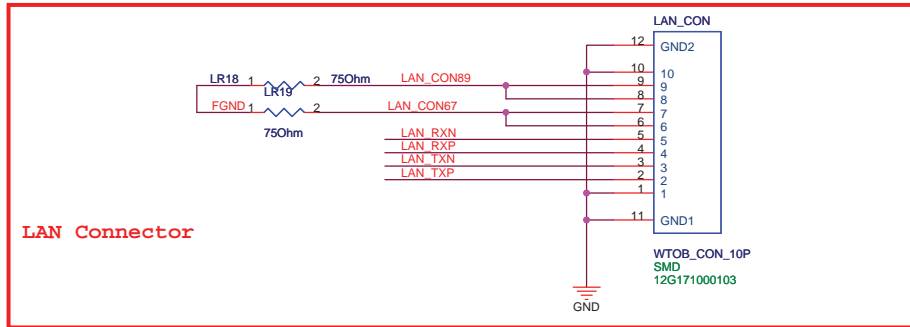 LAN_CON
12 GND2
10 10
LR18 1 2 75Ohm LAN_CON89 9 9
LR19 8 8
FGND 1 2 LAN_CON67 7 7
6 6
75Ohm LAN_RXN 5 5
LAN_RXP 4 4
LAN_TXN 3 3
LAN_TXP 2 2
1 1
11 GND1
LAN Connector
WTOB_CON_10P
SMD
12G171000103
GND